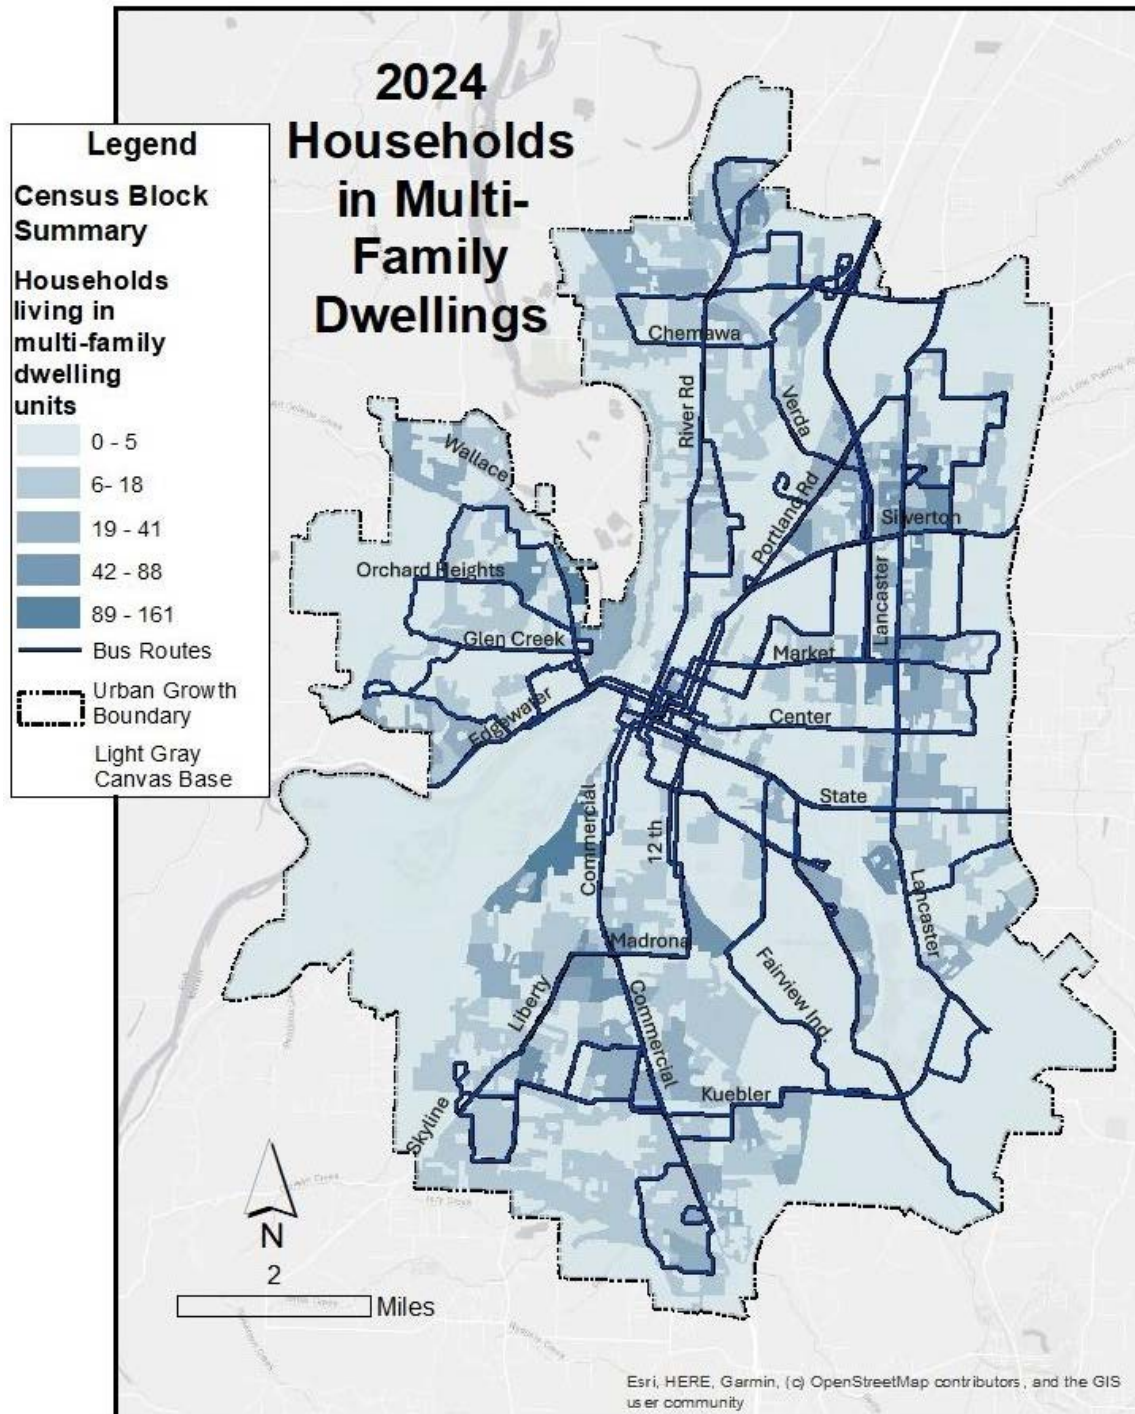 2024
Households
in Multi-
Family
Dwellings
Legend
Census Block
Summary
Households
living in
multi-family
dwelling
units
0 - 5
6- 18
19 - 41
42 - 88
89 - 161
Bus Routes
Urban Growth
Boundary
Light Gray
Canvas Base
Chemawa
River Rd
Verda
Wallace
Portland Rd
Silverton
Orchard Heights
Lancaster
Glen Creek
Market
Edgewater
Center
State
Commercial
12 th
Lancaster
Madrona
Fairview Ind.
Liberty
Commercial
Kuebler
Skyline
N
2
Miles
Esri, HERE, Garmin, (c) OpenStreetMap contributors, and the GIS
user community